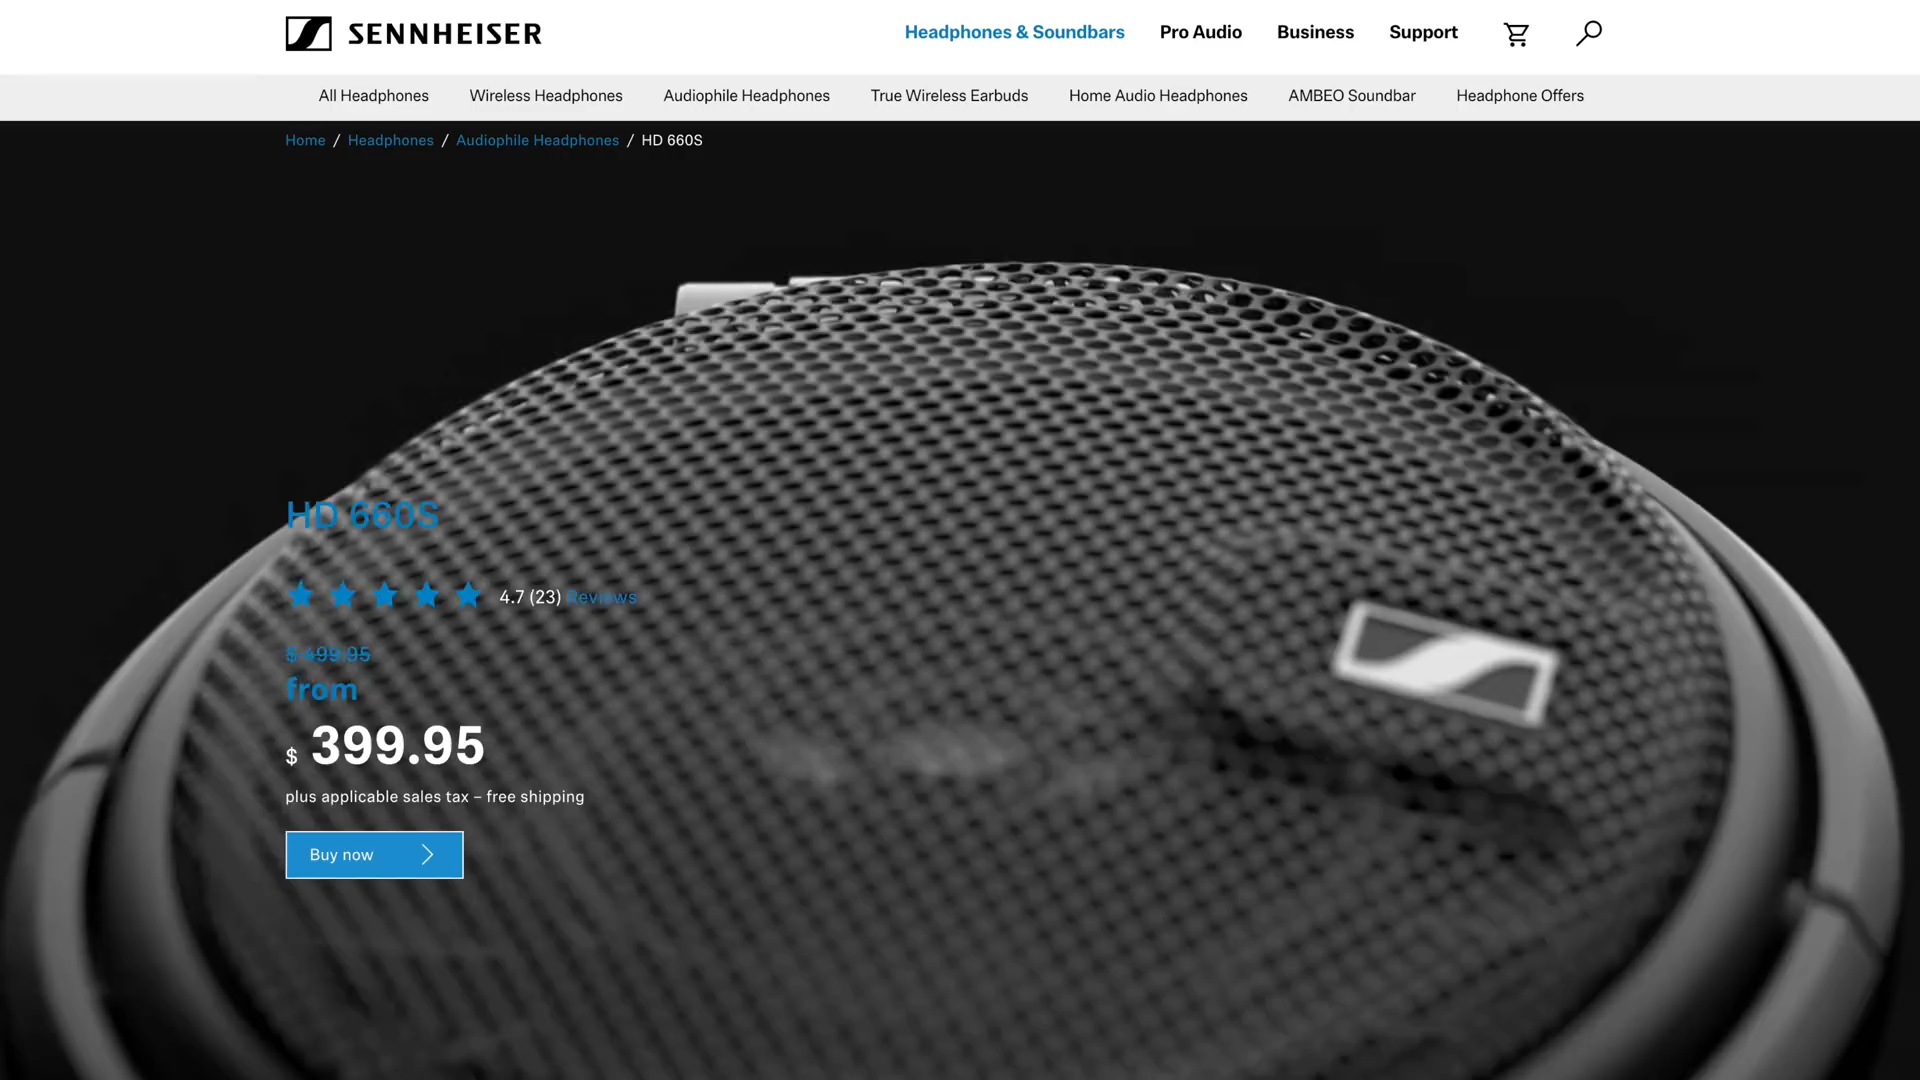 SENNHEISER
Headphones & Soundbars
Pro Audio
Business
Support
All Headphones
Wireless Headphones
Audiophile Headphones
True Wireless Earbuds
Home Audio Headphones
AMBEO Soundbar
Headphone Offers
Home / Headphones / Audiophile Headphones / HD 660S
HD 660S
4.7 (23) Reviews
$ 499.95
from
$ 399.95
plus applicable sales tax – free shipping
Buy now